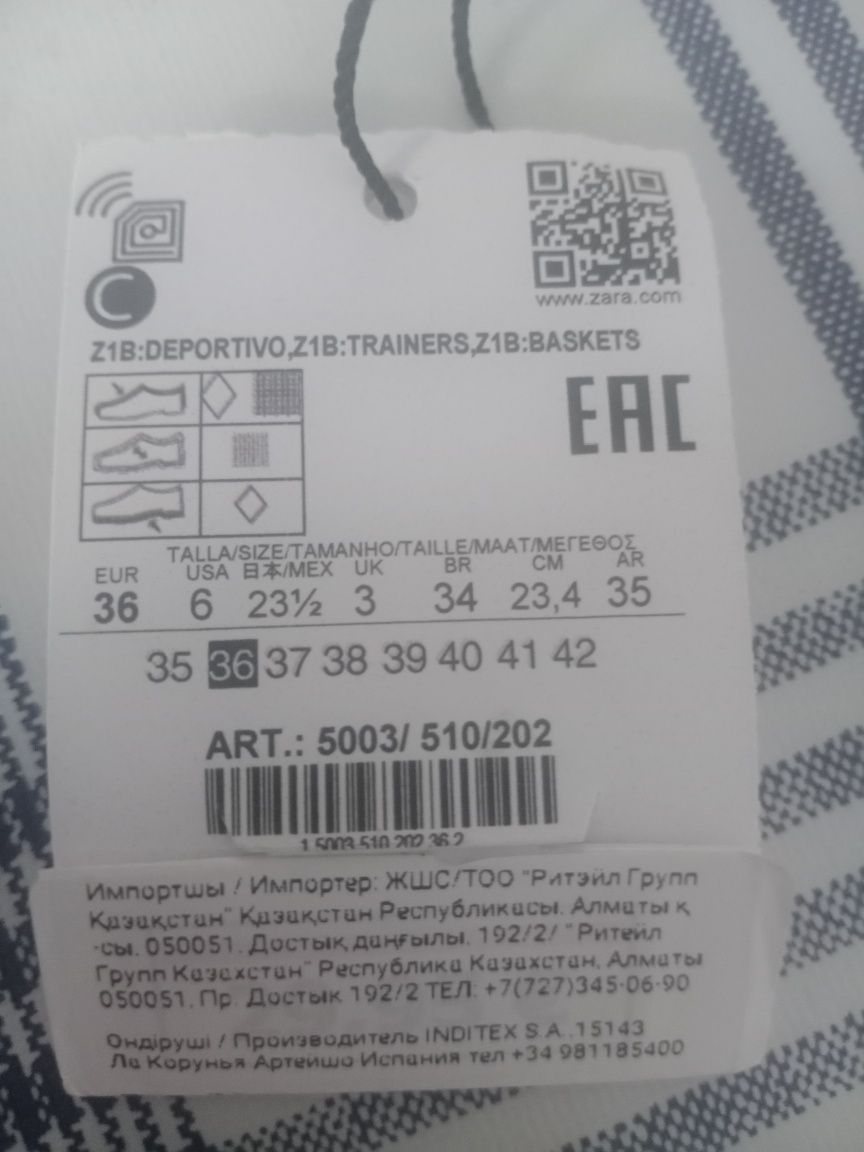 www.zara.com
Z1B:DEPORTIVO,Z1B:TRAINERS,Z1B:BASKETS
EAC
TALLA/SIZE/TAMANHO/TAILLE/MAAT/ΜΕΓΕΘΟΣ
EUR USA 日本/MEX UK BR CM AR
36 6 23½ 3 34 23,4 35
35 36 37 38 39 40 41 42
ART.: 5003/ 510/202
1 5003 510 202 36 2
Импортшы / Импортер: ЖШС/ТОО "Ритэйл Групп
Қазақстан" Қазақстан Республикасы. Алматы қ
-сы. 050051. Достық даңғылы. 192/2/ "Ритейл
Групп Казахстан" Республика Казахстан, Алматы
050051. Пр. Достык 192/2 ТЕЛ: +7(727)345-06-90
Өндіруші / Производитель INDITEX S.A.,15143
Ла Корунья Артейшо Испания тел +34 981185400